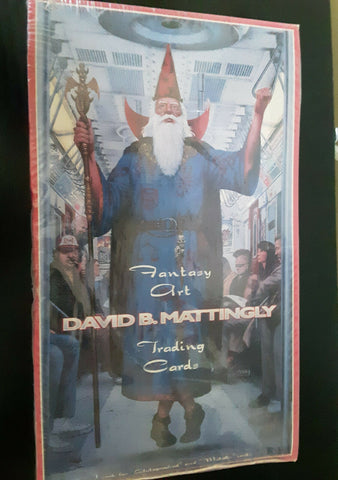 Fantasy
Art
DAVID B. MATTINGLY
Trading
Cards